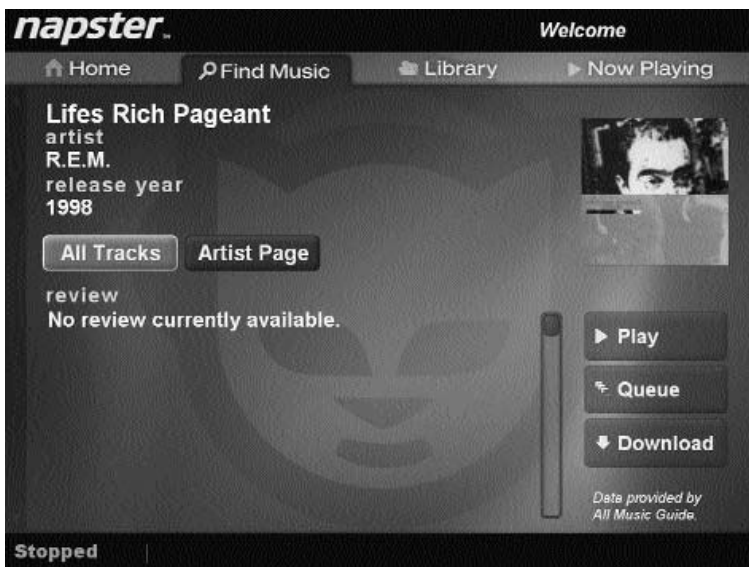 napster™
Welcome
Home
Find Music
Library
Now Playing
Lifes Rich Pageant
artist
R.E.M.
release year
1998
All Tracks
Artist Page
review
No review currently available.
Play
Queue
Download
Data provided by
All Music Guide.
Stopped